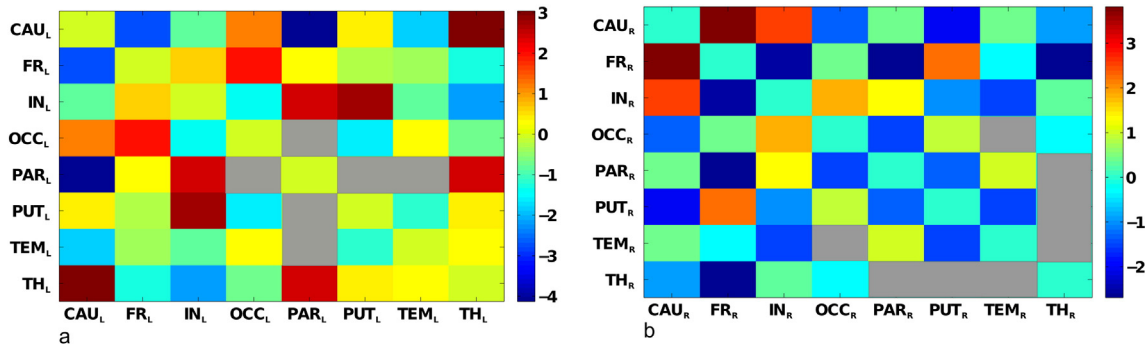 CAU_L
FR_L
IN_L
OCC_L
PAR_L
PUT_L
TEM_L
TH_L
CAU_L FR_L IN_L OCC_L PAR_L PUT_L TEM_L TH_L
3
2
1
0
−1
−2
−3
−4
a
CAU_R
FR_R
IN_R
OCC_R
PAR_R
PUT_R
TEM_R
TH_R
CAU_R FR_R IN_R OCC_R PAR_R PUT_R TEM_R TH_R
3
2
1
0
−1
−2
b